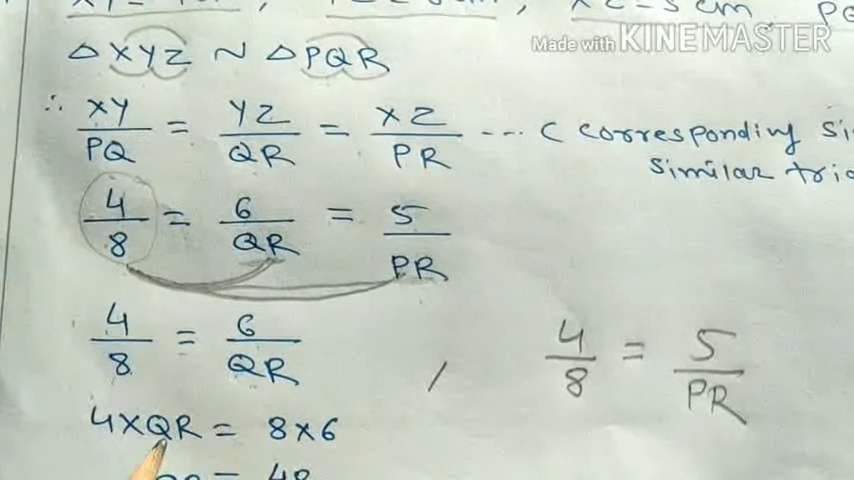 Made with KINEMASTER
△XYZ ~ △PQR
∴ XY/PQ = YZ/QR = XZ/PR --- ( corresponding
similar
4/8 = 6/QR = 5/PR
4/8 = 6/QR , 4/8 = 5/PR
4×QR = 8×6
= 48